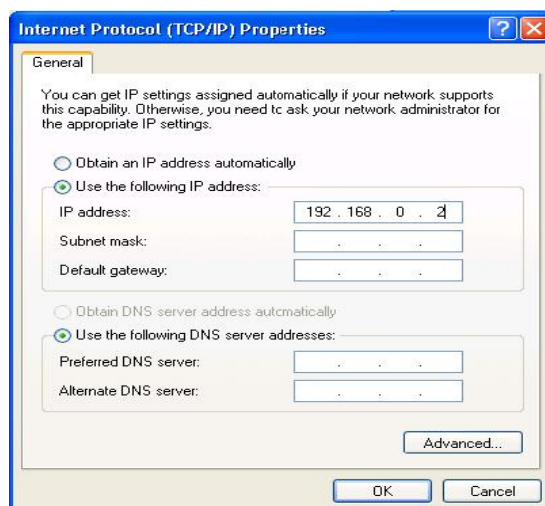 Internet Protocol (TCP/IP) Properties
General
You can get IP settings assigned automatically if your network supports
this capability. Otherwise, you need to ask your network administrator for
the appropriate IP settings.
Obtain an IP address automatically
Use the following IP address:
IP address: 192 . 168 . 0 . 2
Subnet mask: . . .
Default gateway: . . .
Obtain DNS server address automatically
Use the following DNS server addresses:
Preferred DNS server: . . .
Alternate DNS server: . . .
Advanced...
OK Cancel